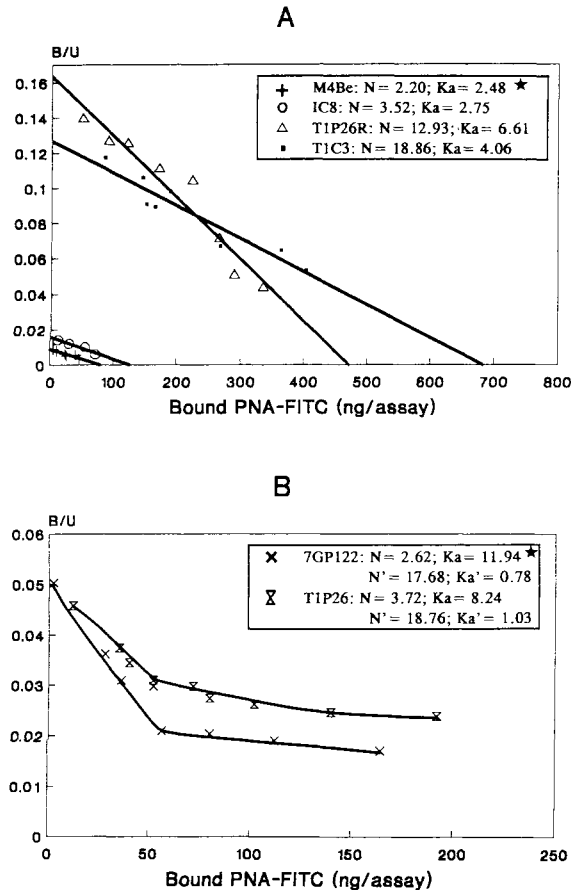 A
B/U
0.16
0.14
0.12
0.1
0.08
0.06
0.04
0.02
0
+ M4Be: N= 2.20; Ka= 2.48 ★
○ IC8: N= 3.52; Ka= 2.75
△ T1P26R: N= 12.93; Ka= 6.61
▪ T1C3: N= 18.86; Ka= 4.06
0 100 200 300 400 500 600 700 800
Bound PNA-FITC (ng/assay)
B
B/U
0.06
0.05
0.04
0.03
0.02
0.01
0
× 7GP122: N= 2.62; Ka= 11.94 ★
N'= 17.68; Ka'= 0.78
T1P26: N= 3.72; Ka= 8.24
N'= 18.76; Ka'= 1.03
0 50 100 150 200 250
Bound PNA-FITC (ng/assay)